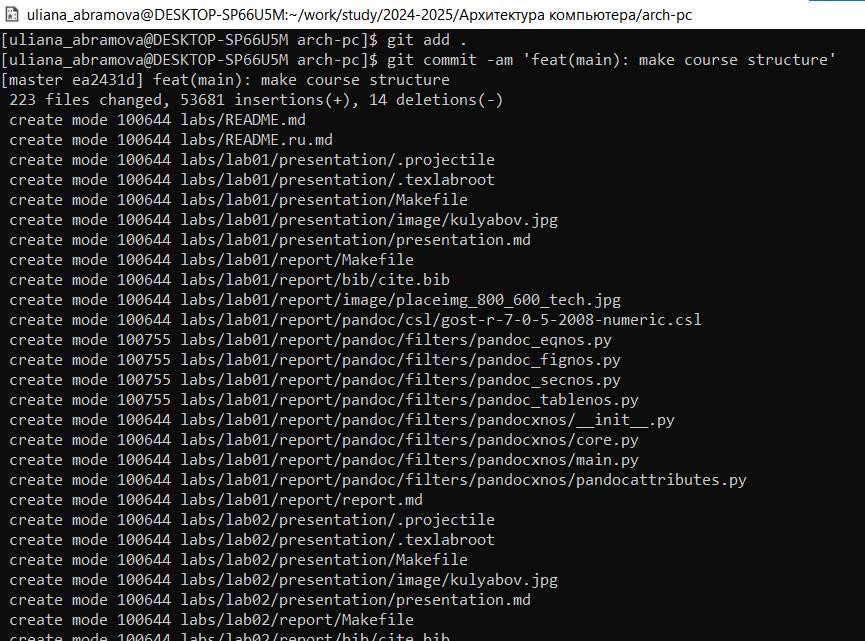 uliana_abramova@DESKTOP-SP66U5M:~/work/study/2024-2025/Архитектура компьютера/arch-pc
[uliana_abramova@DESKTOP-SP66U5M arch-pc]$ git add .
[uliana_abramova@DESKTOP-SP66U5M arch-pc]$ git commit -am 'feat(main): make course structure'
[master ea2431d] feat(main): make course structure
 223 files changed, 53681 insertions(+), 14 deletions(-)
 create mode 100644 labs/README.md
 create mode 100644 labs/README.ru.md
 create mode 100644 labs/lab01/presentation/.projectile
 create mode 100644 labs/lab01/presentation/.texlabroot
 create mode 100644 labs/lab01/presentation/Makefile
 create mode 100644 labs/lab01/presentation/image/kulyabov.jpg
 create mode 100644 labs/lab01/presentation/presentation.md
 create mode 100644 labs/lab01/report/Makefile
 create mode 100644 labs/lab01/report/bib/cite.bib
 create mode 100644 labs/lab01/report/image/placeimg_800_600_tech.jpg
 create mode 100644 labs/lab01/report/pandoc/csl/gost-r-7-0-5-2008-numeric.csl
 create mode 100755 labs/lab01/report/pandoc/filters/pandoc_eqnos.py
 create mode 100755 labs/lab01/report/pandoc/filters/pandoc_fignos.py
 create mode 100755 labs/lab01/report/pandoc/filters/pandoc_secnos.py
 create mode 100755 labs/lab01/report/pandoc/filters/pandoc_tablenos.py
 create mode 100644 labs/lab01/report/pandoc/filters/pandocxnos/__init__.py
 create mode 100644 labs/lab01/report/pandoc/filters/pandocxnos/core.py
 create mode 100644 labs/lab01/report/pandoc/filters/pandocxnos/main.py
 create mode 100644 labs/lab01/report/pandoc/filters/pandocxnos/pandocattributes.py
 create mode 100644 labs/lab01/report/report.md
 create mode 100644 labs/lab02/presentation/.projectile
 create mode 100644 labs/lab02/presentation/.texlabroot
 create mode 100644 labs/lab02/presentation/Makefile
 create mode 100644 labs/lab02/presentation/image/kulyabov.jpg
 create mode 100644 labs/lab02/presentation/presentation.md
 create mode 100644 labs/lab02/report/Makefile
 create mode 100644 labs/lab02/report/bib/cite.bib